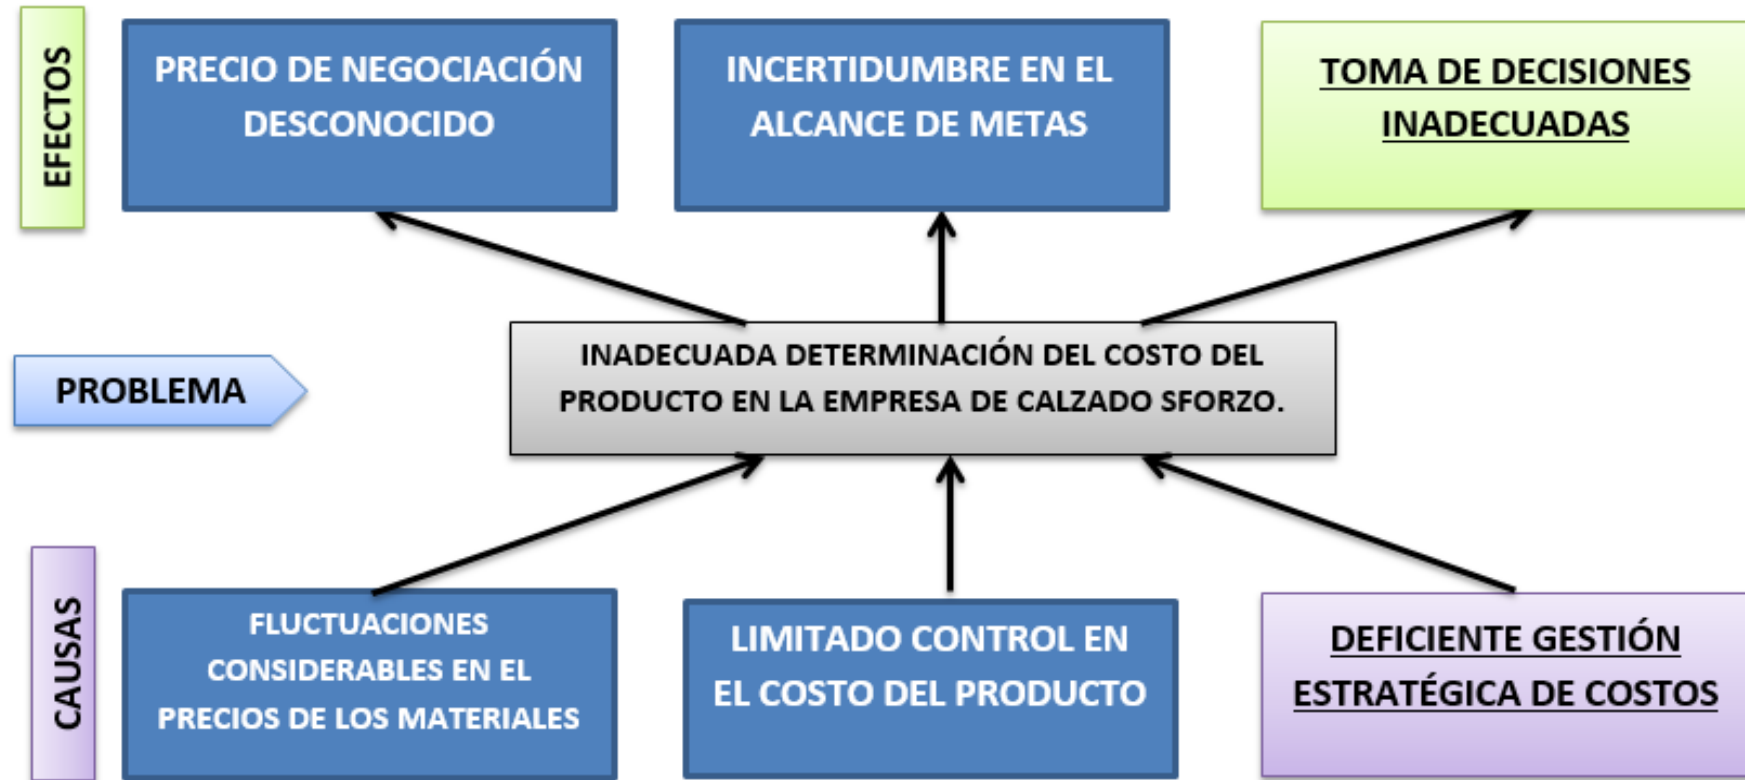 EFECTOS
PRECIO DE NEGOCIACIÓN
DESCONOCIDO
INCERTIDUMBRE EN EL
ALCANCE DE METAS
TOMA DE DECISIONES
INADECUADAS
PROBLEMA
INADECUADA DETERMINACIÓN DEL COSTO DEL
PRODUCTO EN LA EMPRESA DE CALZADO SFORZO.
CAUSAS
FLUCTUACIONES
CONSIDERABLES EN EL
PRECIOS DE LOS MATERIALES
LIMITADO CONTROL EN
EL COSTO DEL PRODUCTO
DEFICIENTE GESTIÓN
ESTRATÉGICA DE COSTOS